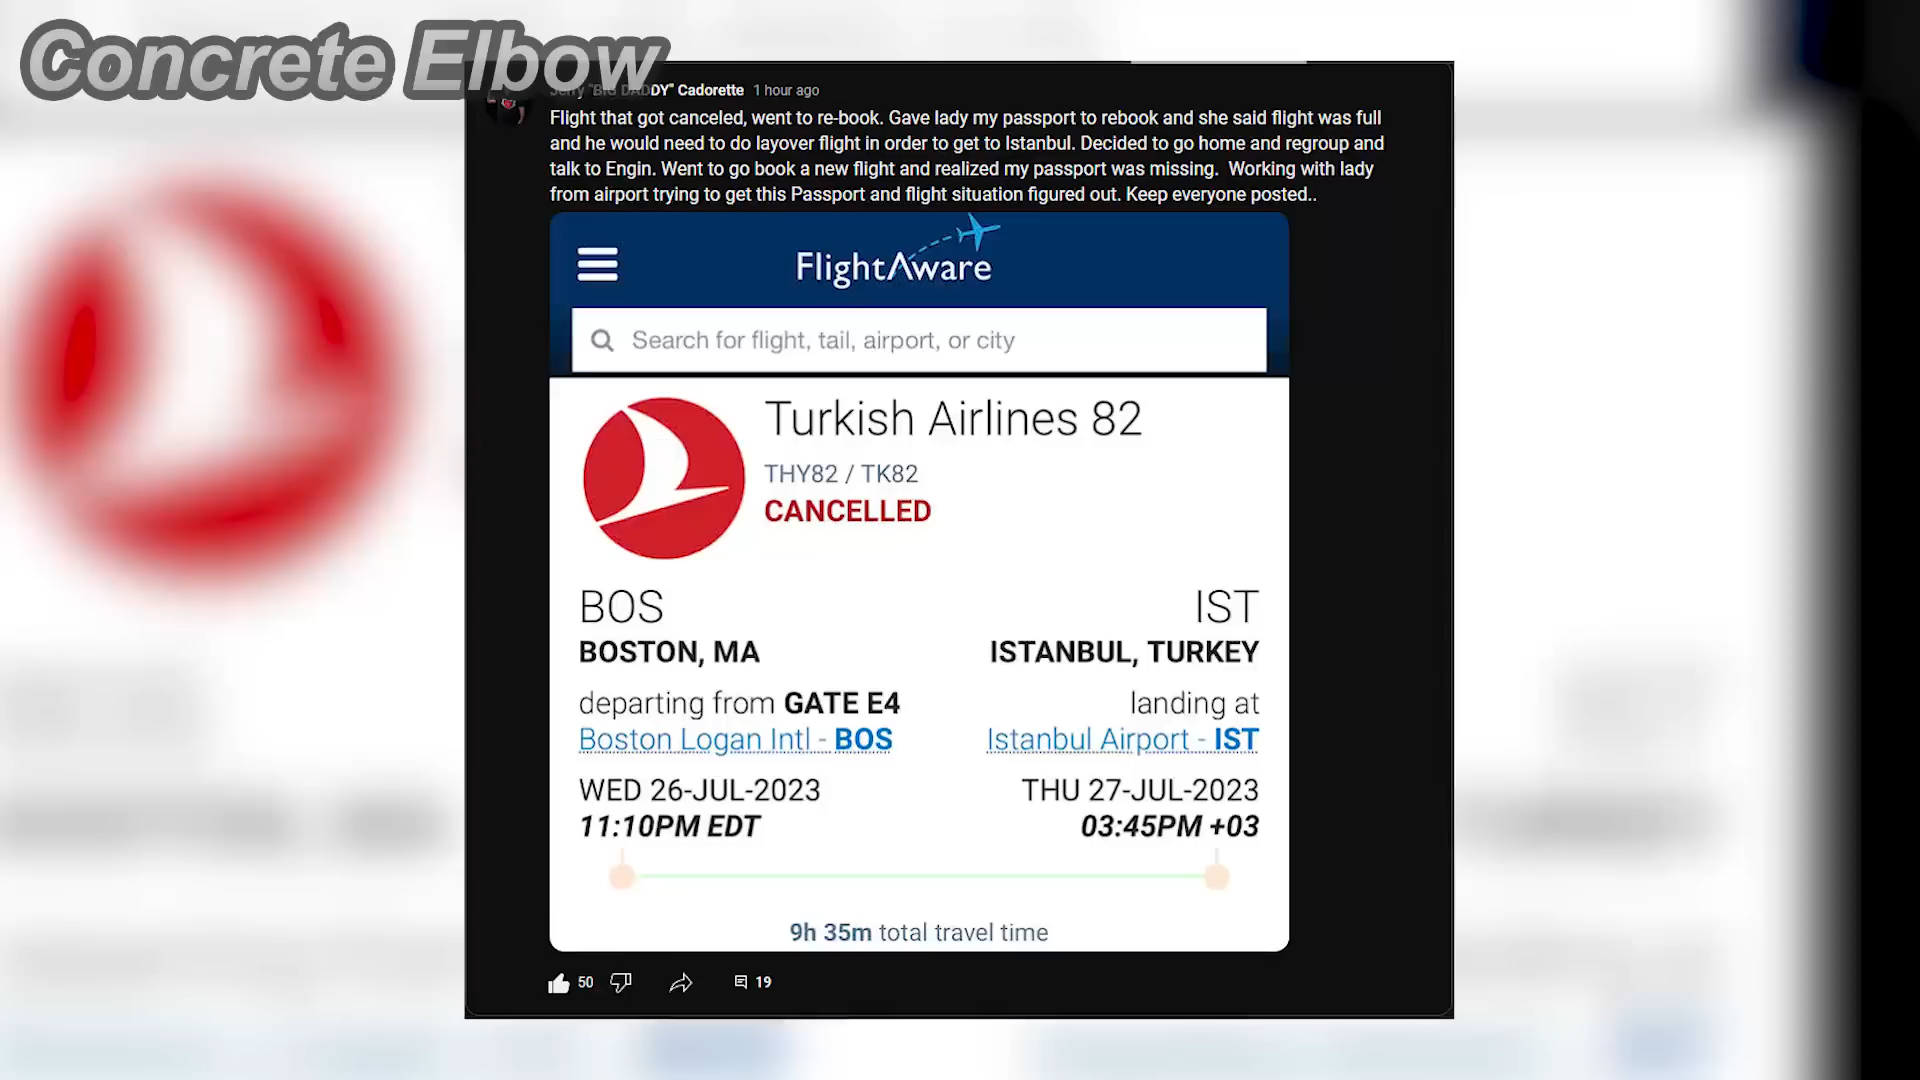 Concrete Elbow
Jerry "BIG DADDY" Cadorette 1 hour ago
Flight that got canceled, went to re-book. Gave lady my passport to rebook and she said flight was full
and he would need to do layover flight in order to get to Istanbul. Decided to go home and regroup and
talk to Engin. Went to go book a new flight and realized my passport was missing.  Working with lady
from airport trying to get this Passport and flight situation figured out. Keep everyone posted..
FlightAware
Search for flight, tail, airport, or city
Turkish Airlines 82
THY82 / TK82
CANCELLED
BOS IST
BOSTON, MA ISTANBUL, TURKEY
departing from GATE E4 landing at
Boston Logan Intl - BOS Istanbul Airport - IST
WED 26-JUL-2023 THU 27-JUL-2023
11:10PM EDT 03:45PM +03
9h 35m total travel time
50 19